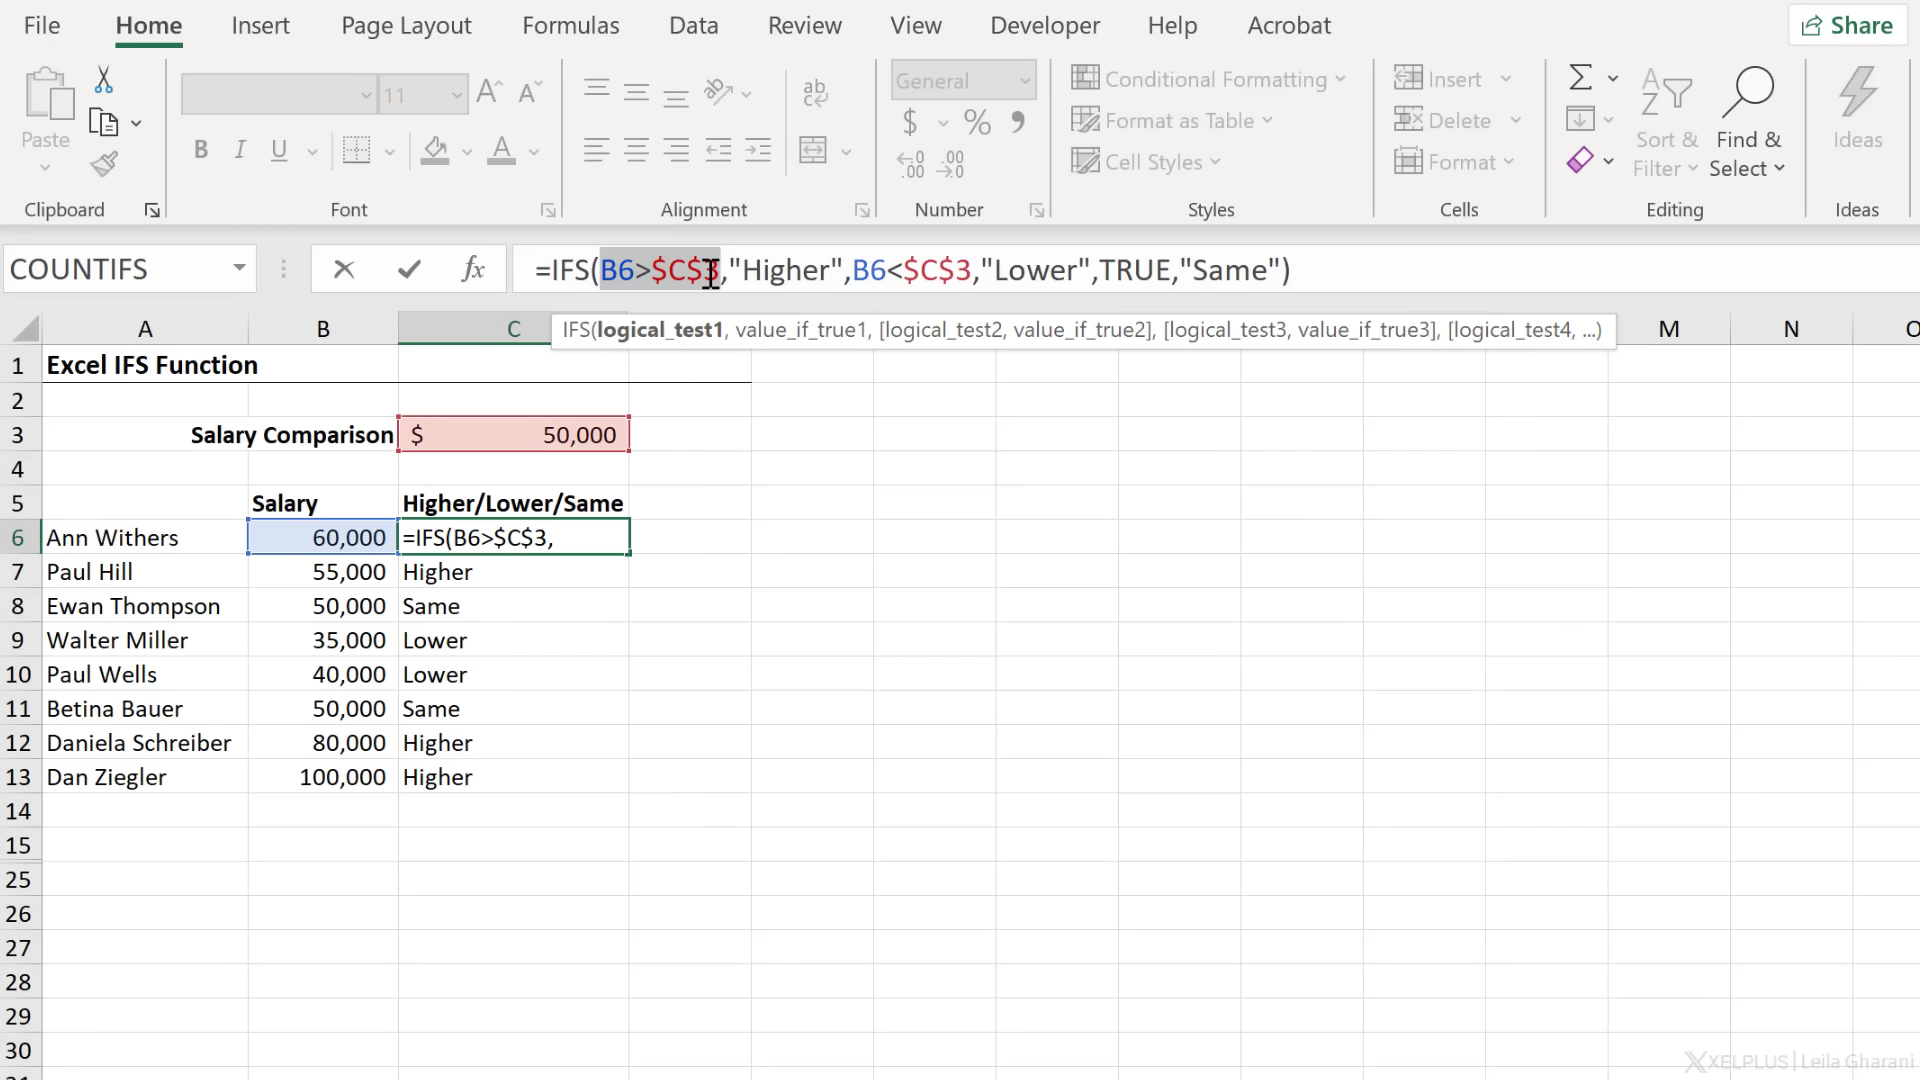 File Home Insert Page Layout Formulas Data Review View Developer Help Acrobat Share
11 General Conditional Formatting Insert
Paste $ % Format as Table Delete Sort & Find & Ideas
B I U A Cell Styles Format Filter Select
Clipboard Font Alignment Number Styles Cells Editing Ideas
COUNTIFS fx =IFS(B6>$C$3,"Higher",B6<$C$3,"Lower",TRUE,"Same")
IFS(logical_test1, value_if_true1, [logical_test2, value_if_true2], [logical_test3, value_if_true3], [logical_test4, ...)
A B C M N O
1 Excel IFS Function
2
3 Salary Comparison $ 50,000
4
5 Salary Higher/Lower/Same
6 Ann Withers 60,000 =IFS(B6>$C$3,
7 Paul Hill 55,000 Higher
8 Ewan Thompson 50,000 Same
9 Walter Miller 35,000 Lower
10 Paul Wells 40,000 Lower
11 Betina Bauer 50,000 Same
12 Daniela Schreiber 80,000 Higher
13 Dan Ziegler 100,000 Higher
14
15
25
26
27
28
29
30
XELPLUS | Leila Gharani